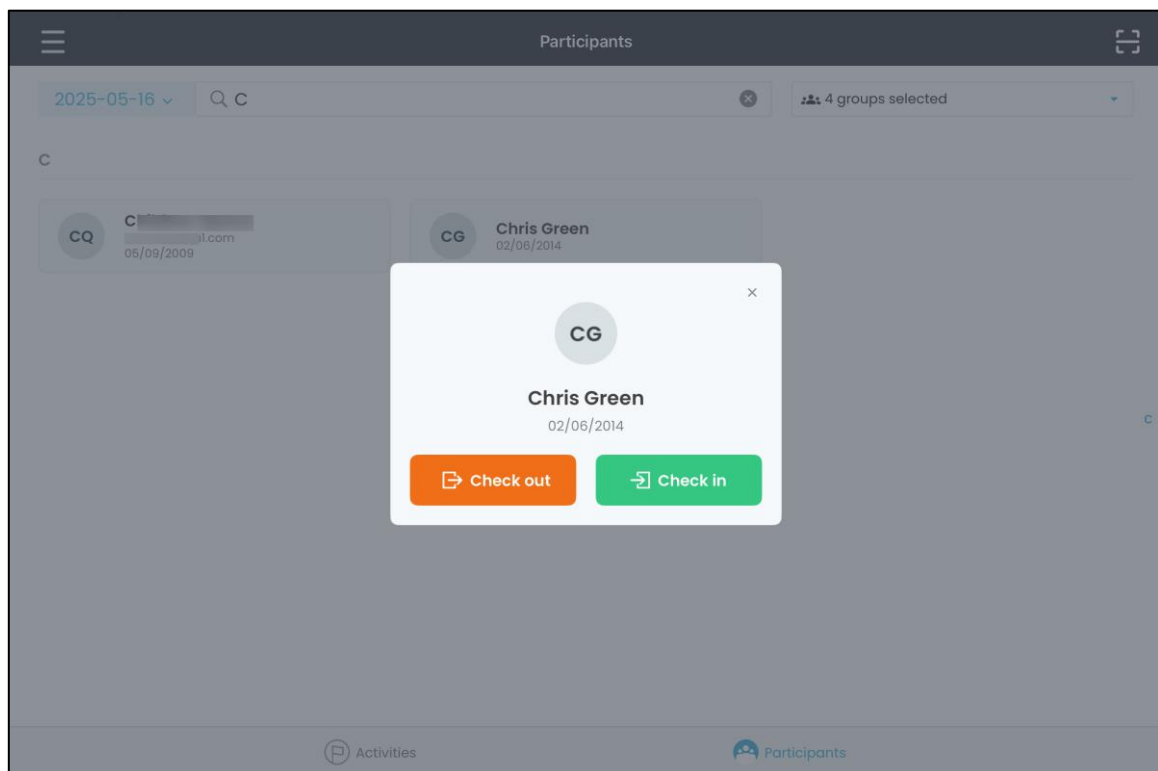 Participants
2025-05-16 C 4 groups selected
C
CQ C
al.com
05/09/2009
CG Chris Green
02/06/2014
CG
Chris Green
02/06/2014
Check out Check in
C
Activities Participants